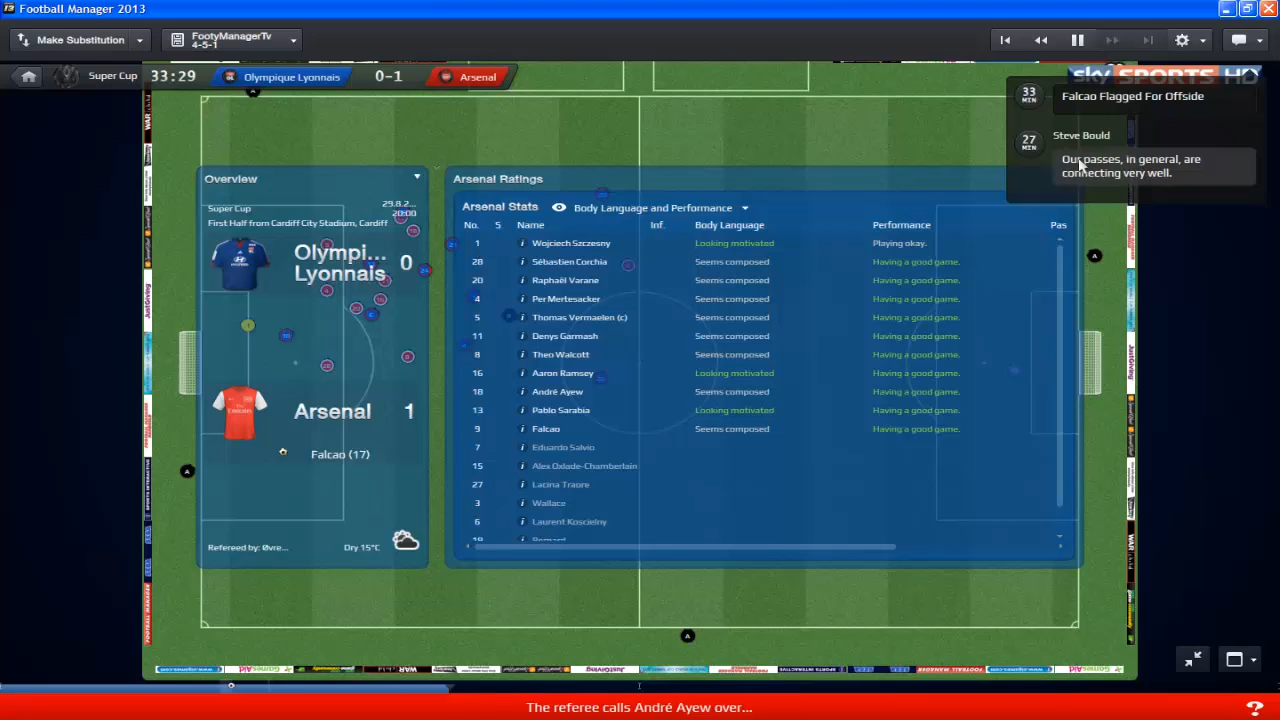 Football Manager 2013
Make Substitution
FootyManagerTv
4-5-1
Super Cup 33:29 Olympique Lyonnais 0-1 Arsenal
sky SPORTS HD
33 MIN Falcao Flagged For Offside
27 MIN Steve Bould
Our passes, in general, are
connecting very well.
Overview
Super Cup 29.8.2...
20:00
First Half from Cardiff City Stadium, Cardiff
Olympi...
Lyonnais 0
Arsenal 1
Falcao (17)
Refereed by: Øvre... Dry 15°C
Arsenal Ratings
Arsenal Stats Body Language and Performance
No. S Name Inf. Body Language Performance Pas
1 i Wojciech Szczesny Looking motivated Playing okay.
28 i Sébastien Corchia Seems composed Having a good game.
20 i Raphaël Varane Seems composed Having a good game.
4 i Per Mertesacker Seems composed Having a good game.
5 i Thomas Vermaelen (c) Seems composed Having a good game.
11 i Denys Garmash Seems composed Having a good game.
8 i Theo Walcott Seems composed Having a good game.
16 i Aaron Ramsey Looking motivated Having a good game.
18 i André Ayew Seems composed Having a good game.
13 i Pablo Sarabia Looking motivated Having a good game.
9 i Falcao Seems composed Having a good game.
7 i Eduardo Salvio
15 i Alex Oxlade-Chamberlain
27 i Lacina Traore
3 i Wallace
6 i Laurent Koscielny
19 i Bernard
The referee calls André Ayew over...